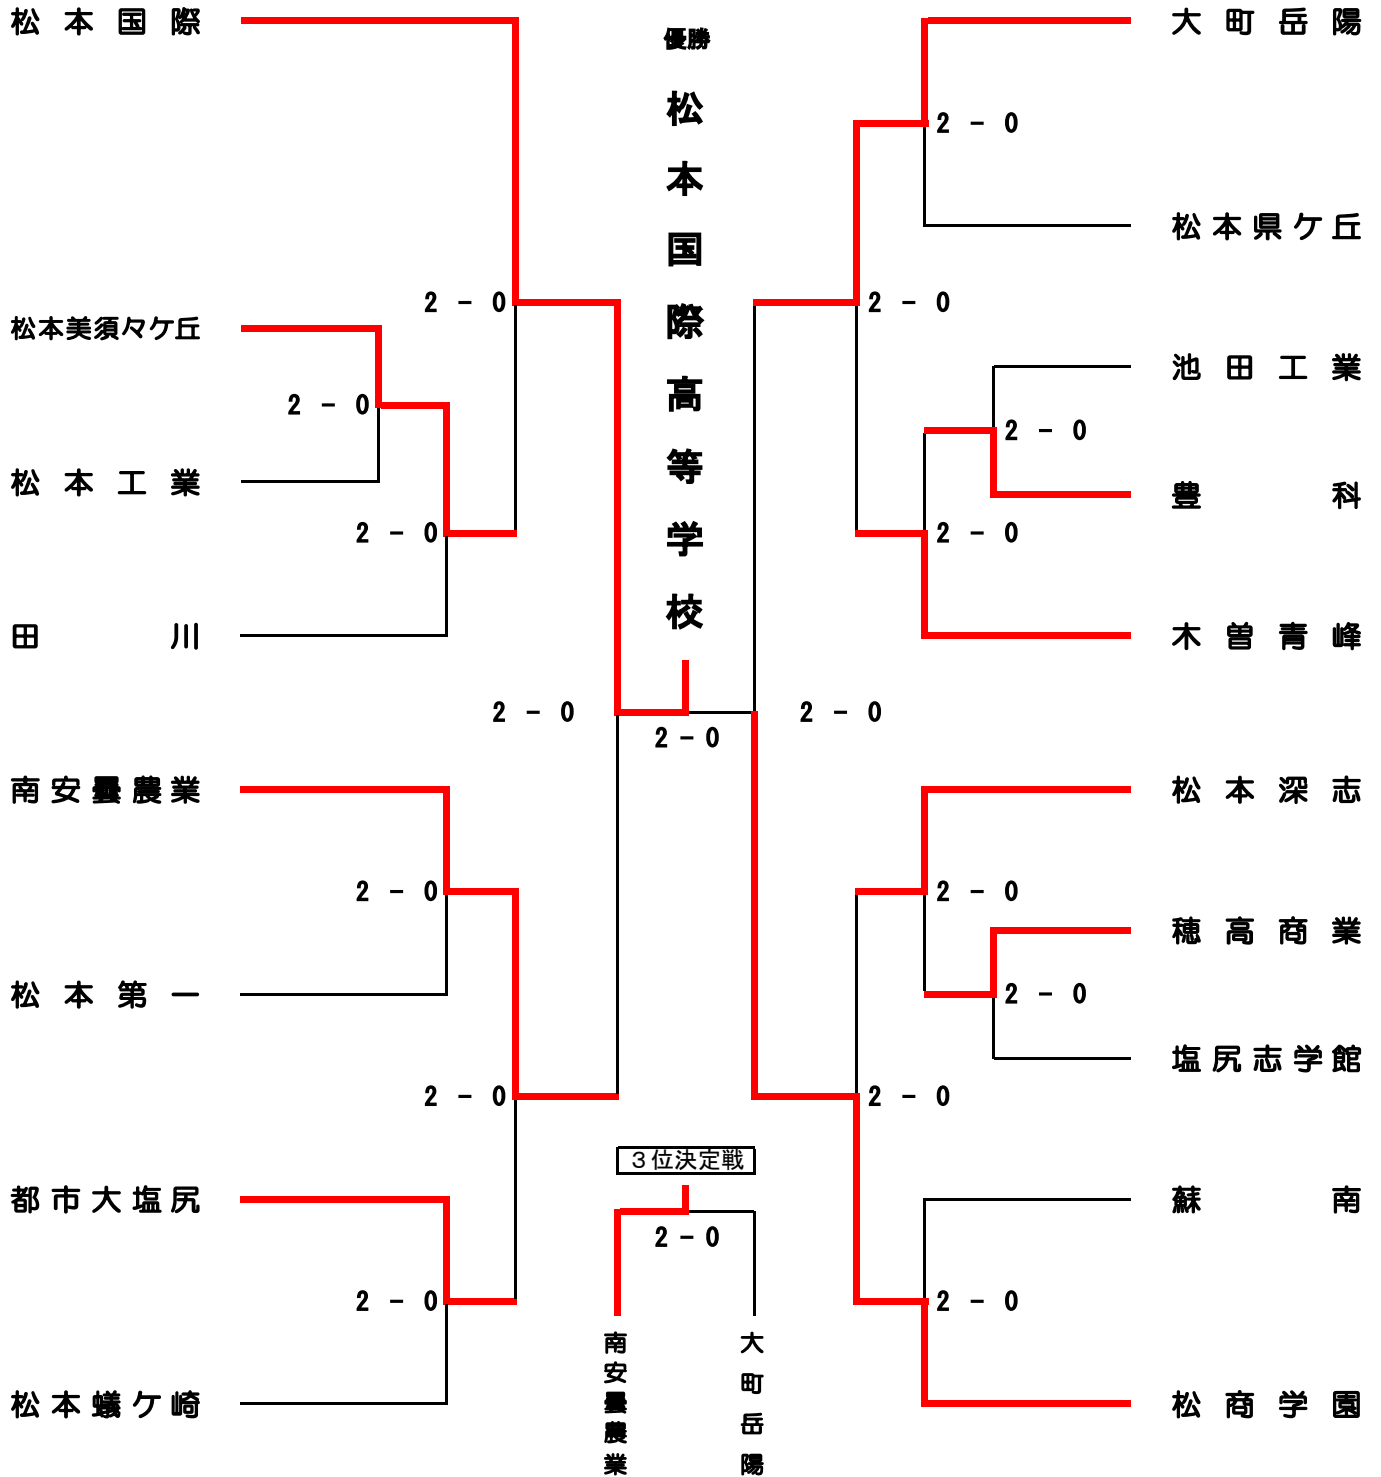 優勝
松本国際高等学校
松本国際
2-0
松本美須々ケ丘
2-0
松本工業
2-0
田川
2-0
南安曇農業
2-0
松本第一
2-0
都市大塩尻
2-0
松本蟻ケ崎
2-0
大町岳陽
2-0
松本県ケ丘
2-0
池田工業
2-0
豊科
2-0
木曽青峰
2-0
松本深志
2-0
穂高商業
2-0
塩尻志学館
2-0
蘇南
2-0
松商学園
3位決定戦
2-0
南安曇農業
大町岳陽